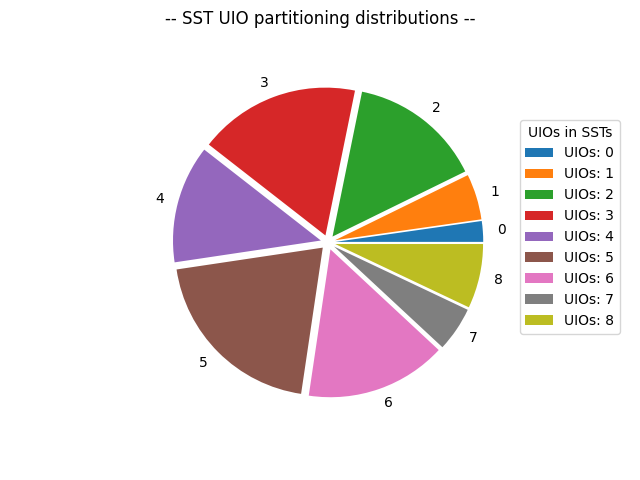 -- SST UIO partitioning distributions --
3
2
4
1
0
8
5
7
6
UIOs in SSTs
UIOs: 0
UIOs: 1
UIOs: 2
UIOs: 3
UIOs: 4
UIOs: 5
UIOs: 6
UIOs: 7
UIOs: 8